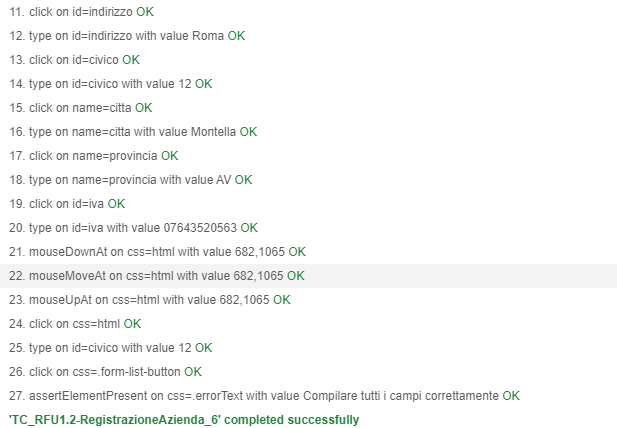 11. click on id=indirizzo OK
12. type on id=indirizzo with value Roma OK
13. click on id=civico OK
14. type on id=civico with value 12 OK
15. click on name=citta OK
16. type on name=citta with value Montella OK
17. click on name=provincia OK
18. type on name=provincia with value AV OK
19. click on id=iva OK
20. type on id=iva with value 07643520563 OK
21. mouseDownAt on css=html with value 682,1065 OK
22. mouseMoveAt on css=html with value 682,1065 OK
23. mouseUpAt on css=html with value 682,1065 OK
24. click on css=html OK
25. type on id=civico with value 12 OK
26. click on css=.form-list-button OK
27. assertElementPresent on css=.errorText with value Compilare tutti i campi correttamente OK
'TC_RFU1.2-RegistrazioneAzienda_6' completed successfully